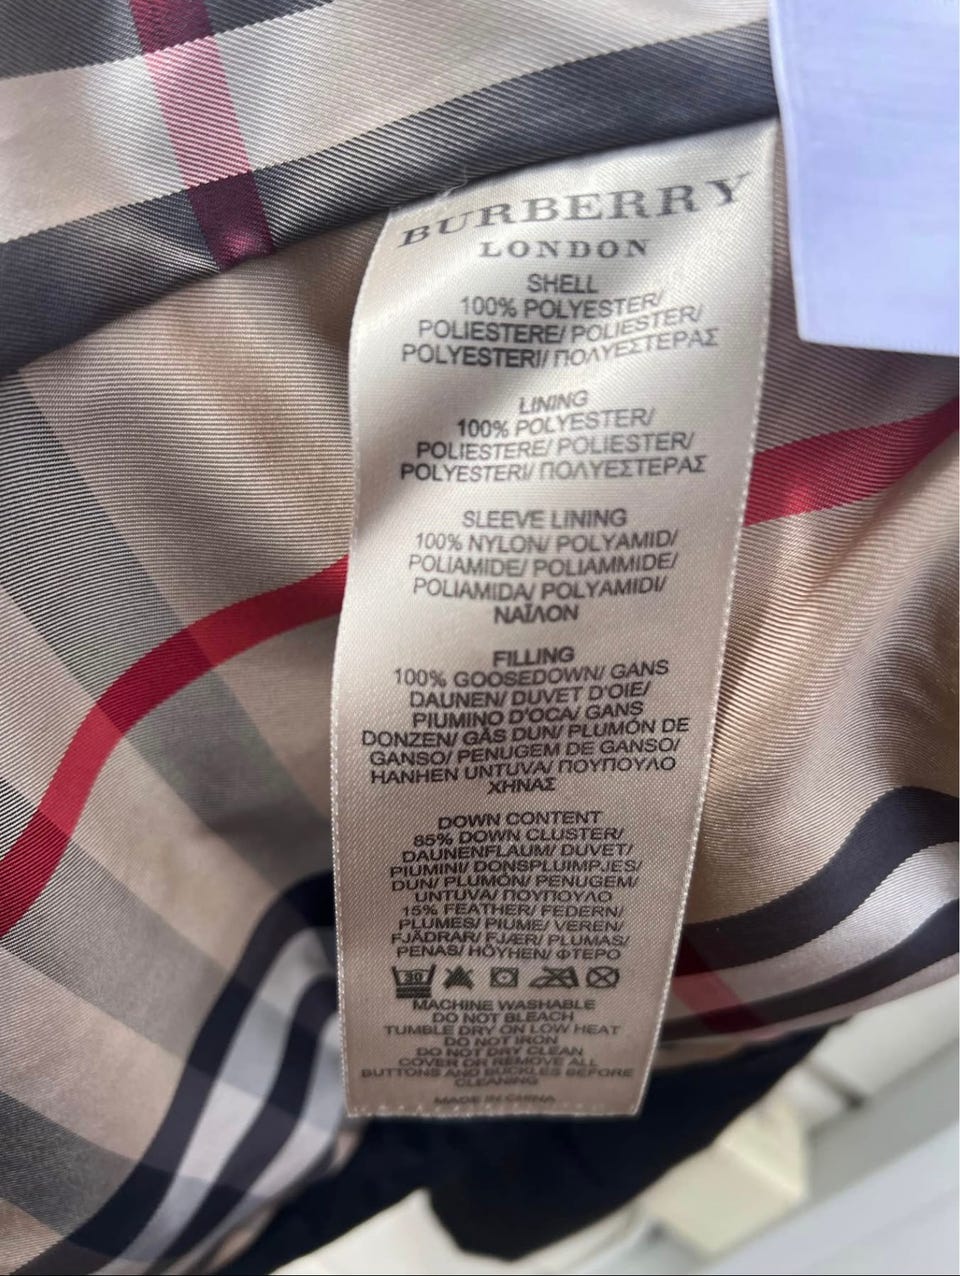 BURBERRY
LONDON
SHELL
100% POLYESTER/
POLIESTERE/ POLIESTER/
POLYESTERI/ ΠΟΛΥΕΣΤΕΡΑΣ
LINING
100% POLYESTER/
POLIESTERE/ POLIESTER/
POLYESTERI/ ΠΟΛΥΕΣΤΕΡΑΣ
SLEEVE LINING
100% NYLON/ POLYAMID/
POLIAMIDE/ POLIAMMIDE/
POLIAMIDA/ POLYAMIDI/
ΝΑΪΛΟΝ
FILLING
100% GOOSEDOWN/ GANS
DAUNEN/ DUVET D'OIE/
PIUMINO D'OCA/ GANS
DONZEN/ GÅS DUN/ PLUMÓN DE
GANSO/ PENUGEM DE GANSO/
HANHEN UNTUVA/ ΠΟΥΠΟΥΛΟ
ΧΗΝΑΣ
DOWN CONTENT
85% DOWN CLUSTER/
DAUNENFLAUM/ DUVET/
PIUMINI/ DONSPLUIMPJES/
DUN/ PLUMÓN/ PENUGEM/
UNTUVA/ ΠΟΥΠΟΥΛΟ
15% FEATHER/ FEDERN/
PLUMES/ PIUME/ VEREN/
FJÄDRAR/ FJÆR/ PLUMAS/
PENAS/ HÖYHEN/ ΦΤΕΡΟ
30
MACHINE WASHABLE
DO NOT BLEACH
TUMBLE DRY ON LOW HEAT
DO NOT IRON
DO NOT DRY CLEAN
COVER OR REMOVE ALL
BUTTONS AND BUCKLES BEFORE
CLEANING
MADE IN CHINA